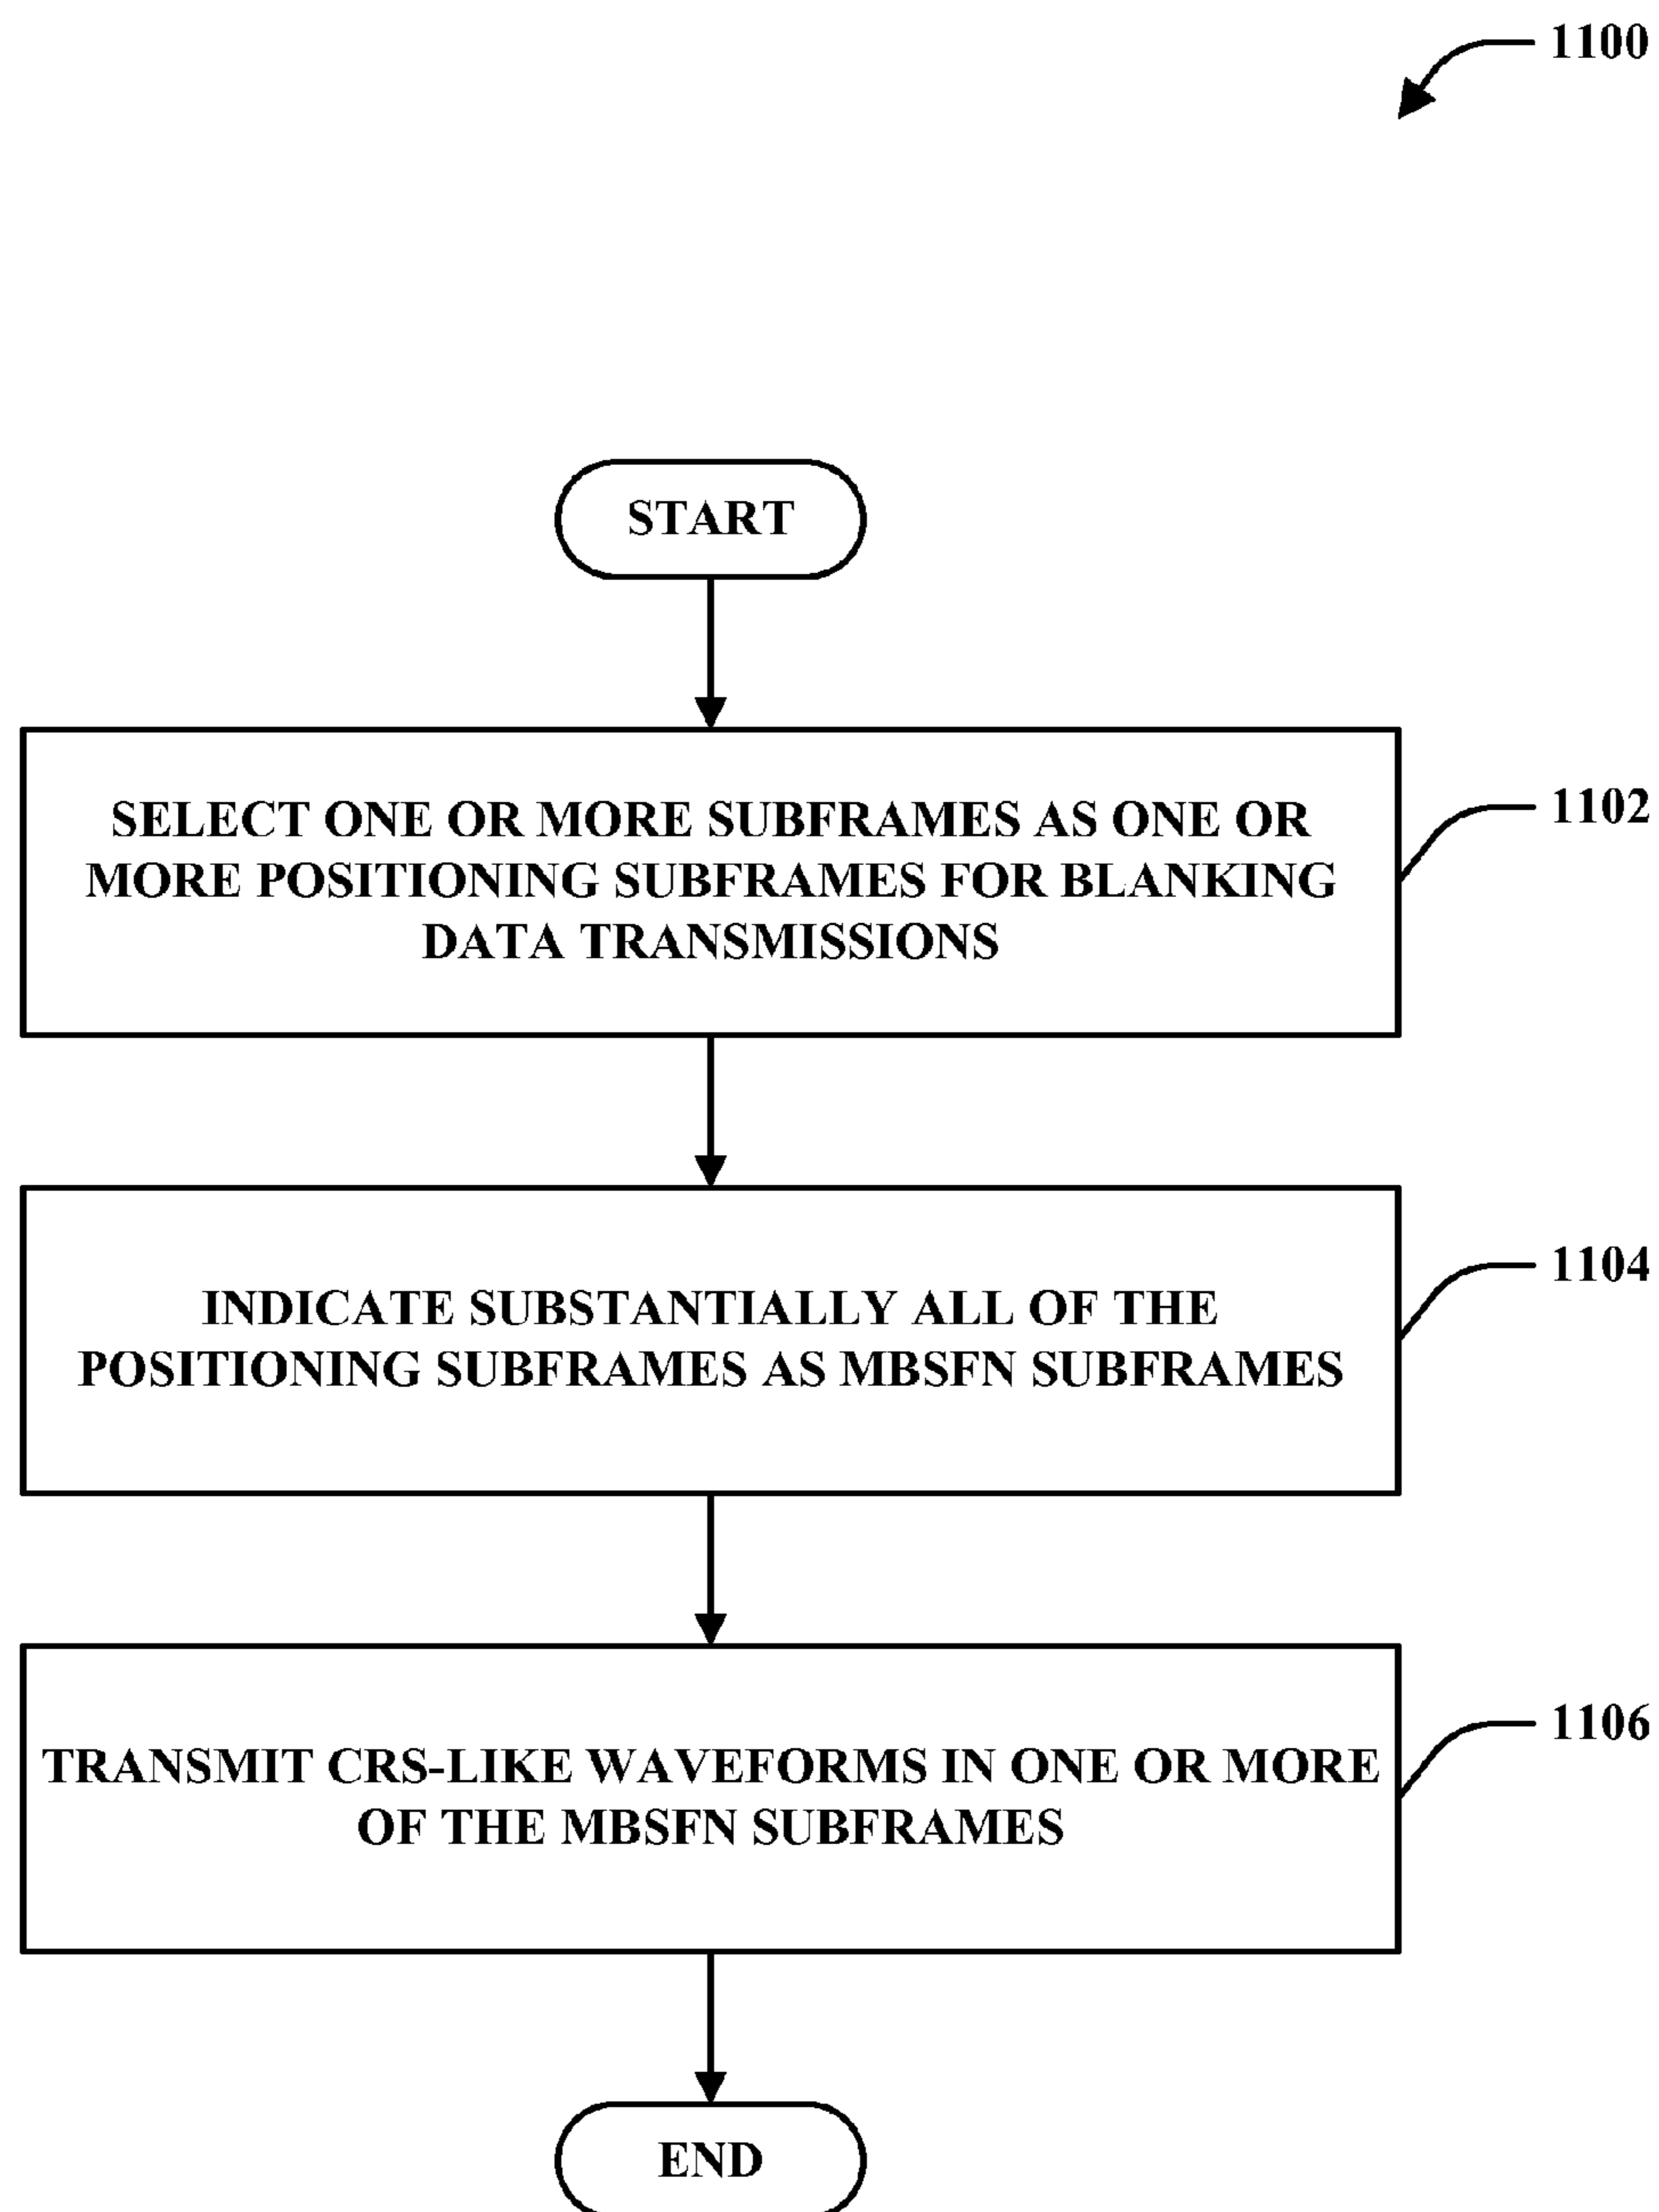 1100
START
SELECT ONE OR MORE SUBFRAMES AS ONE OR
MORE POSITIONING SUBFRAMES FOR BLANKING
DATA TRANSMISSIONS
1102
INDICATE SUBSTANTIALLY ALL OF THE
POSITIONING SUBFRAMES AS MBSFN SUBFRAMES
1104
TRANSMIT CRS-LIKE WAVEFORMS IN ONE OR MORE
OF THE MBSFN SUBFRAMES
1106
END